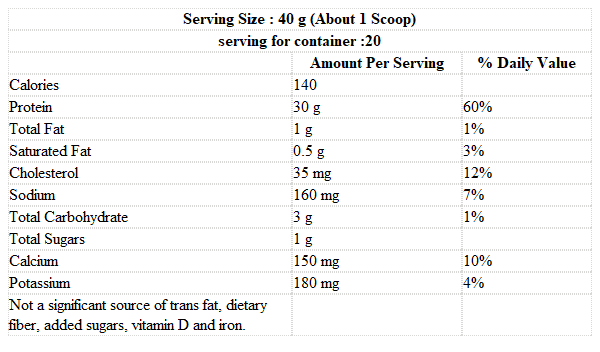 Serving Size : 40 g (About 1 Scoop)
serving for container :20
Amount Per Serving % Daily Value
Calories 140
Protein 30 g 60%
Total Fat 1 g 1%
Saturated Fat 0.5 g 3%
Cholesterol 35 mg 12%
Sodium 160 mg 7%
Total Carbohydrate 3 g 1%
Total Sugars 1 g
Calcium 150 mg 10%
Potassium 180 mg 4%
Not a significant source of trans fat, dietary
fiber, added sugars, vitamin D and iron.